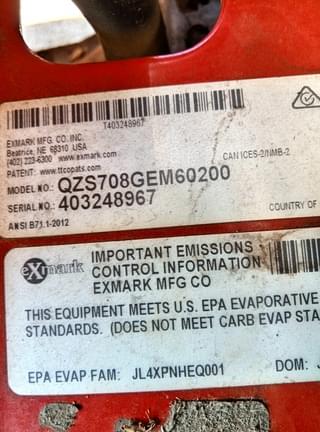 T403248967
EXMARK MFG. CO. INC.
Beatrice, NE 68310 USA
(402) 223-6300 www.exmark.com
PATENT: www.ttcopats.com
CAN ICES-2/NMB-2
MODEL NO.: QZS708GEM60200
SERIAL NO.: 403248967
COUNTRY OF
ANSI B71.1-2012
exmark
IMPORTANT EMISSIONS
CONTROL INFORMATION
EXMARK MFG CO
THIS EQUIPMENT MEETS U.S. EPA EVAPORATIVE
STANDARDS. (DOES NOT MEET CARB EVAP STA
EPA EVAP FAM: JL4XPNHEQ001 DOM: J